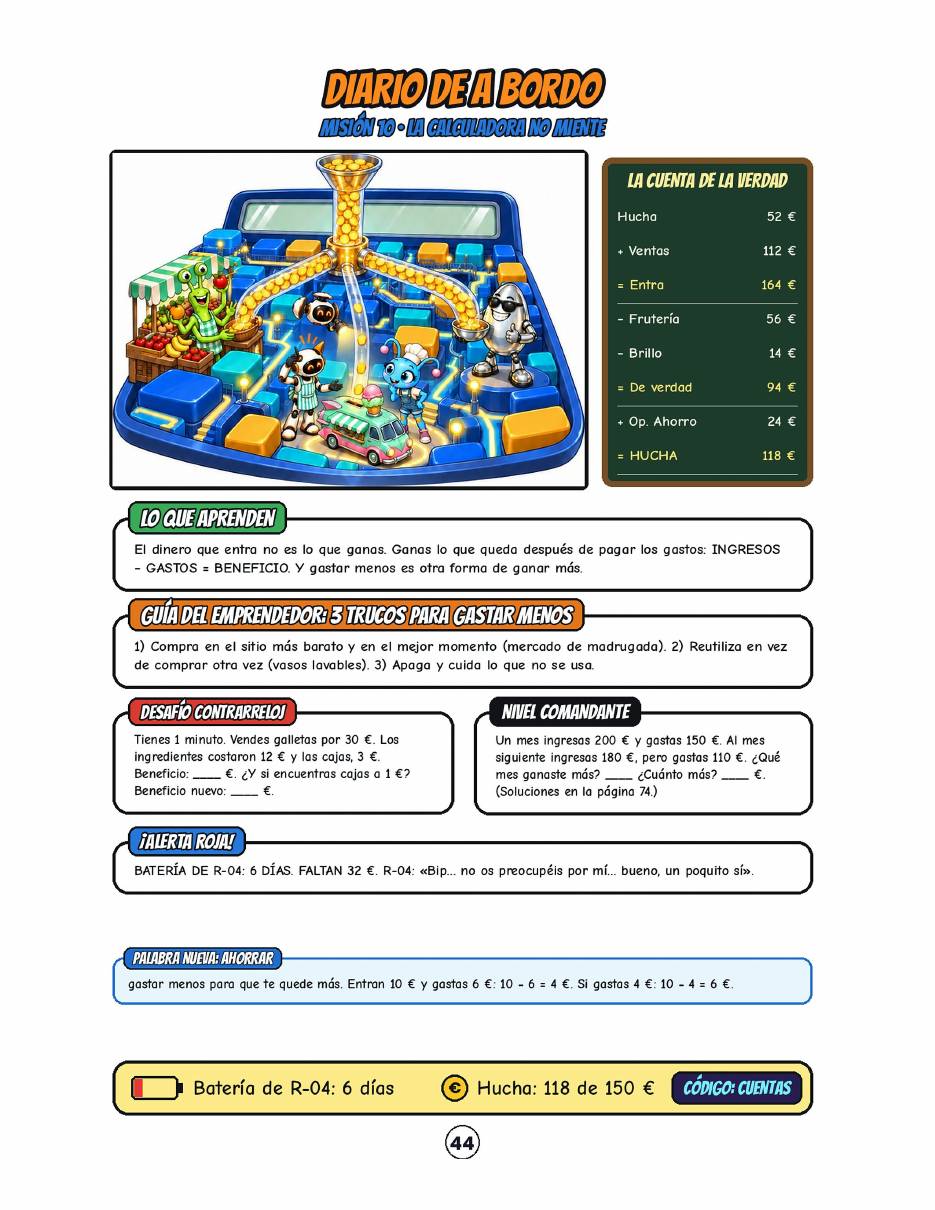 DIARIO DE A BORDO
MISIÓN 10 • LA CALCULADORA NO MIENTE
LA CUENTA DE LA VERDAD
Hucha 52 €
+ Ventas 112 €
= Entra 164 €
– Frutería 56 €
– Brillo 14 €
= De verdad 94 €
+ Op. Ahorro 24 €
= HUCHA 118 €
LO QUE APRENDEN
El dinero que entra no es lo que ganas. Ganas lo que queda después de pagar los gastos: INGRESOS
– GASTOS = BENEFICIO. Y gastar menos es otra forma de ganar más.
GUÍA DEL EMPRENDEDOR: 3 TRUCOS PARA GASTAR MENOS
1) Compra en el sitio más barato y en el mejor momento (mercado de madrugada). 2) Reutiliza en vez
de comprar otra vez (vasos lavables). 3) Apaga y cuida lo que no se usa.
DESAFÍO CONTRARRELOJ
Tienes 1 minuto. Vendes galletas por 30 €. Los
ingredientes costaron 12 € y las cajas, 3 €.
Beneficio: ____ €. ¿Y si encuentras cajas a 1 €?
Beneficio nuevo: ____ €.
NIVEL COMANDANTE
Un mes ingresas 200 € y gastas 150 €. Al mes
siguiente ingresas 180 €, pero gastas 110 €. ¿Qué
mes ganaste más? ____ ¿Cuánto más? ____ €.
(Soluciones en la página 74.)
¡ALERTA ROJA!
BATERÍA DE R-04: 6 DÍAS. FALTAN 32 €. R-04: «Bip... no os preocupéis por mí... bueno, un poquito sí».
PALABRA NUEVA: AHORRAR
gastar menos para que te quede más. Entran 10 € y gastas 6 €: 10 – 6 = 4 €. Si gastas 4 €: 10 – 4 = 6 €.
Batería de R-04: 6 días
€ Hucha: 118 de 150 €
CÓDIGO: CUENTAS
44